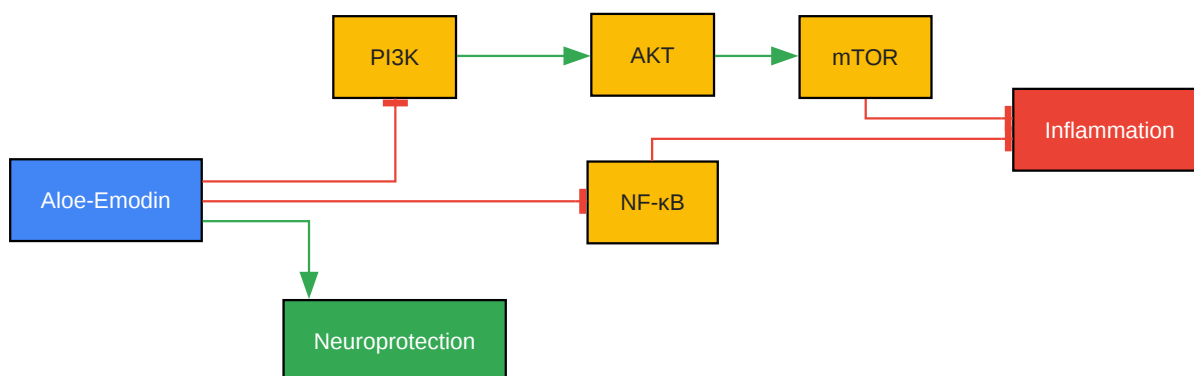 PI3K
AKT
mTOR
Inflammation
Aloe-Emodin
NF-κB
Neuroprotection